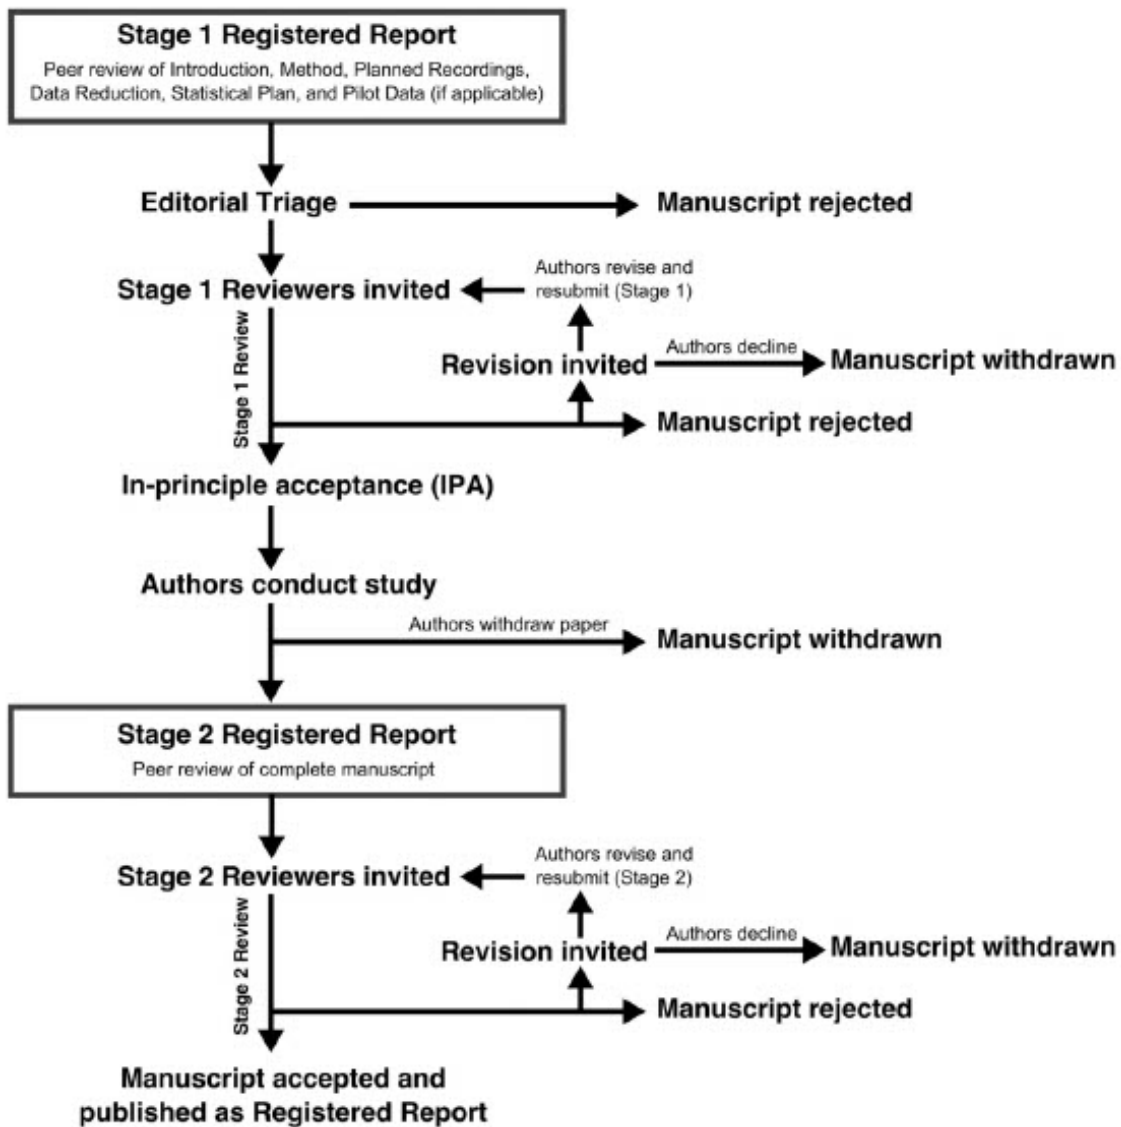 Stage 1 Registered Report
Peer review of Introduction, Method, Planned Recordings,
Data Reduction, Statistical Plan, and Pilot Data (if applicable)
Editorial Triage
Manuscript rejected
Stage 1 Reviewers invited
Authors revise and
resubmit (Stage 1)
Stage 1 Review
Revision invited
Authors decline
Manuscript withdrawn
Manuscript rejected
In-principle acceptance (IPA)
Authors conduct study
Authors withdraw paper
Manuscript withdrawn
Stage 2 Registered Report
Peer review of complete manuscript
Stage 2 Reviewers invited
Authors revise and
resubmit (Stage 2)
Stage 2 Review
Revision invited
Authors decline
Manuscript withdrawn
Manuscript rejected
Manuscript accepted and
published as Registered Report